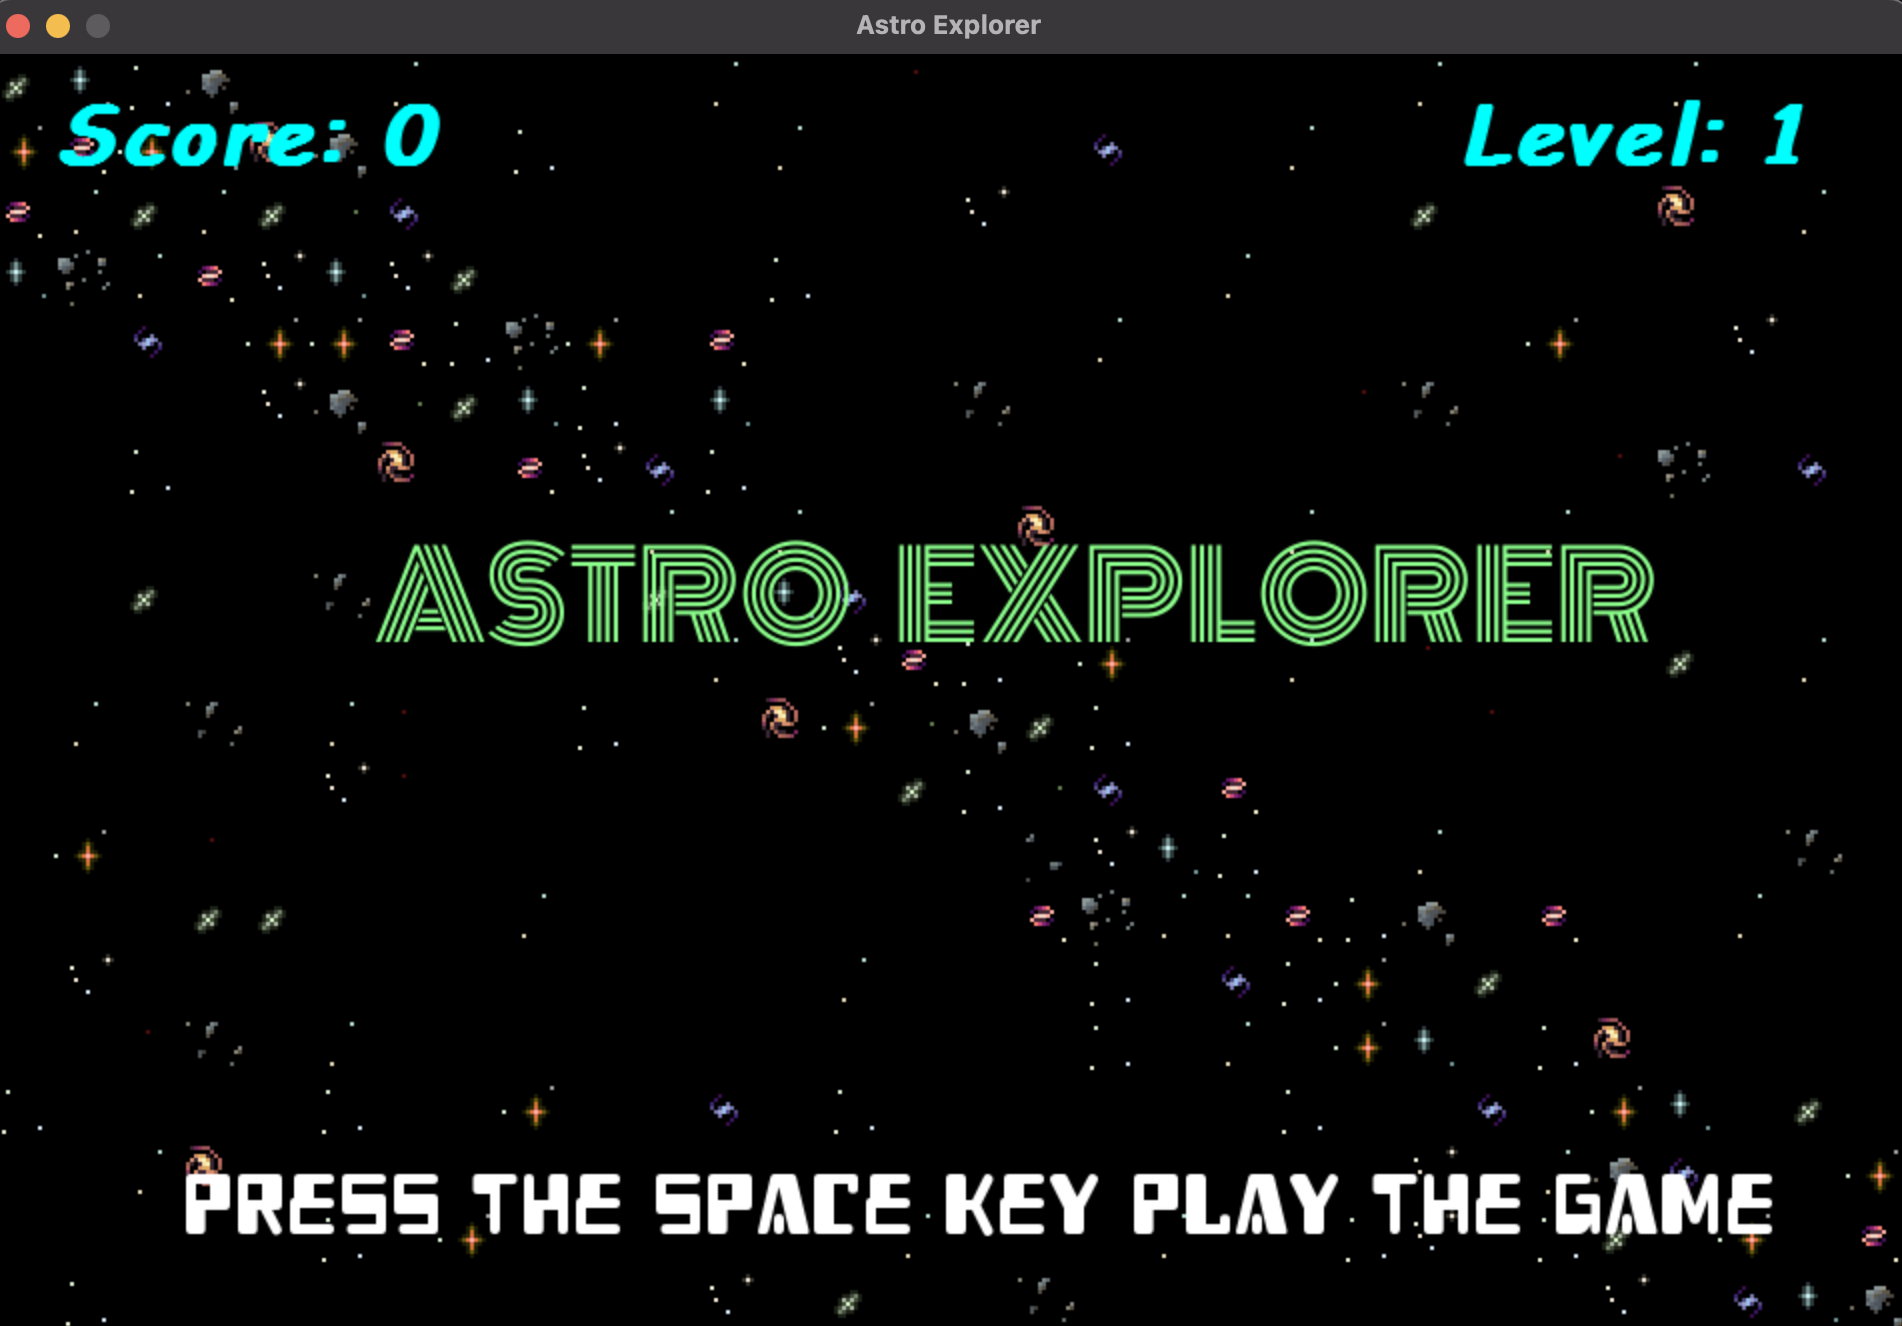 Astro Explorer
Score: 0
Level: 1
ASTRO EXPLORER
PRESS THE SPACE KEY PLAY THE GAME